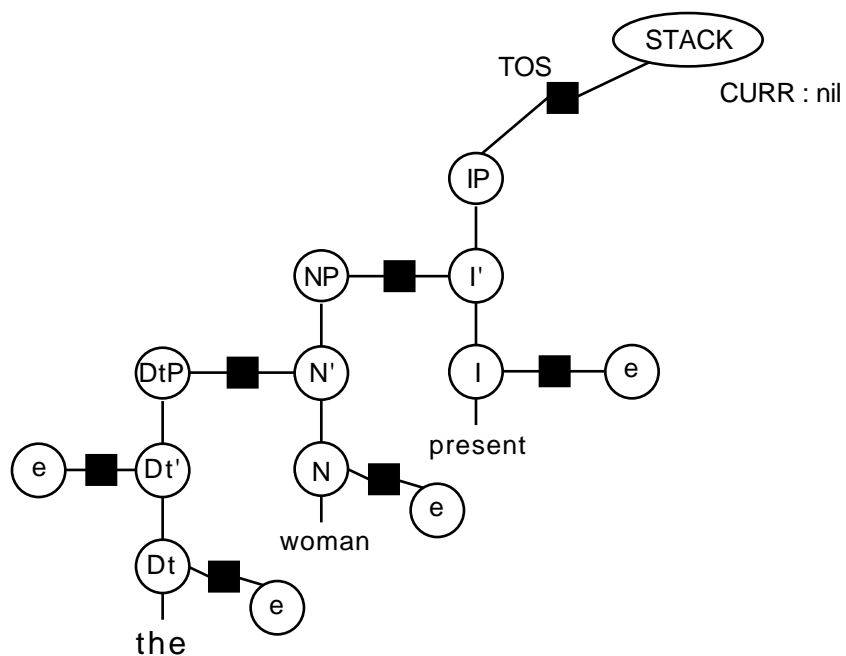 STACK
TOS
CURR : nil
IP
NP
I'
DtP
N'
I
e
present
e
Dt'
N
e
woman
Dt
e
the